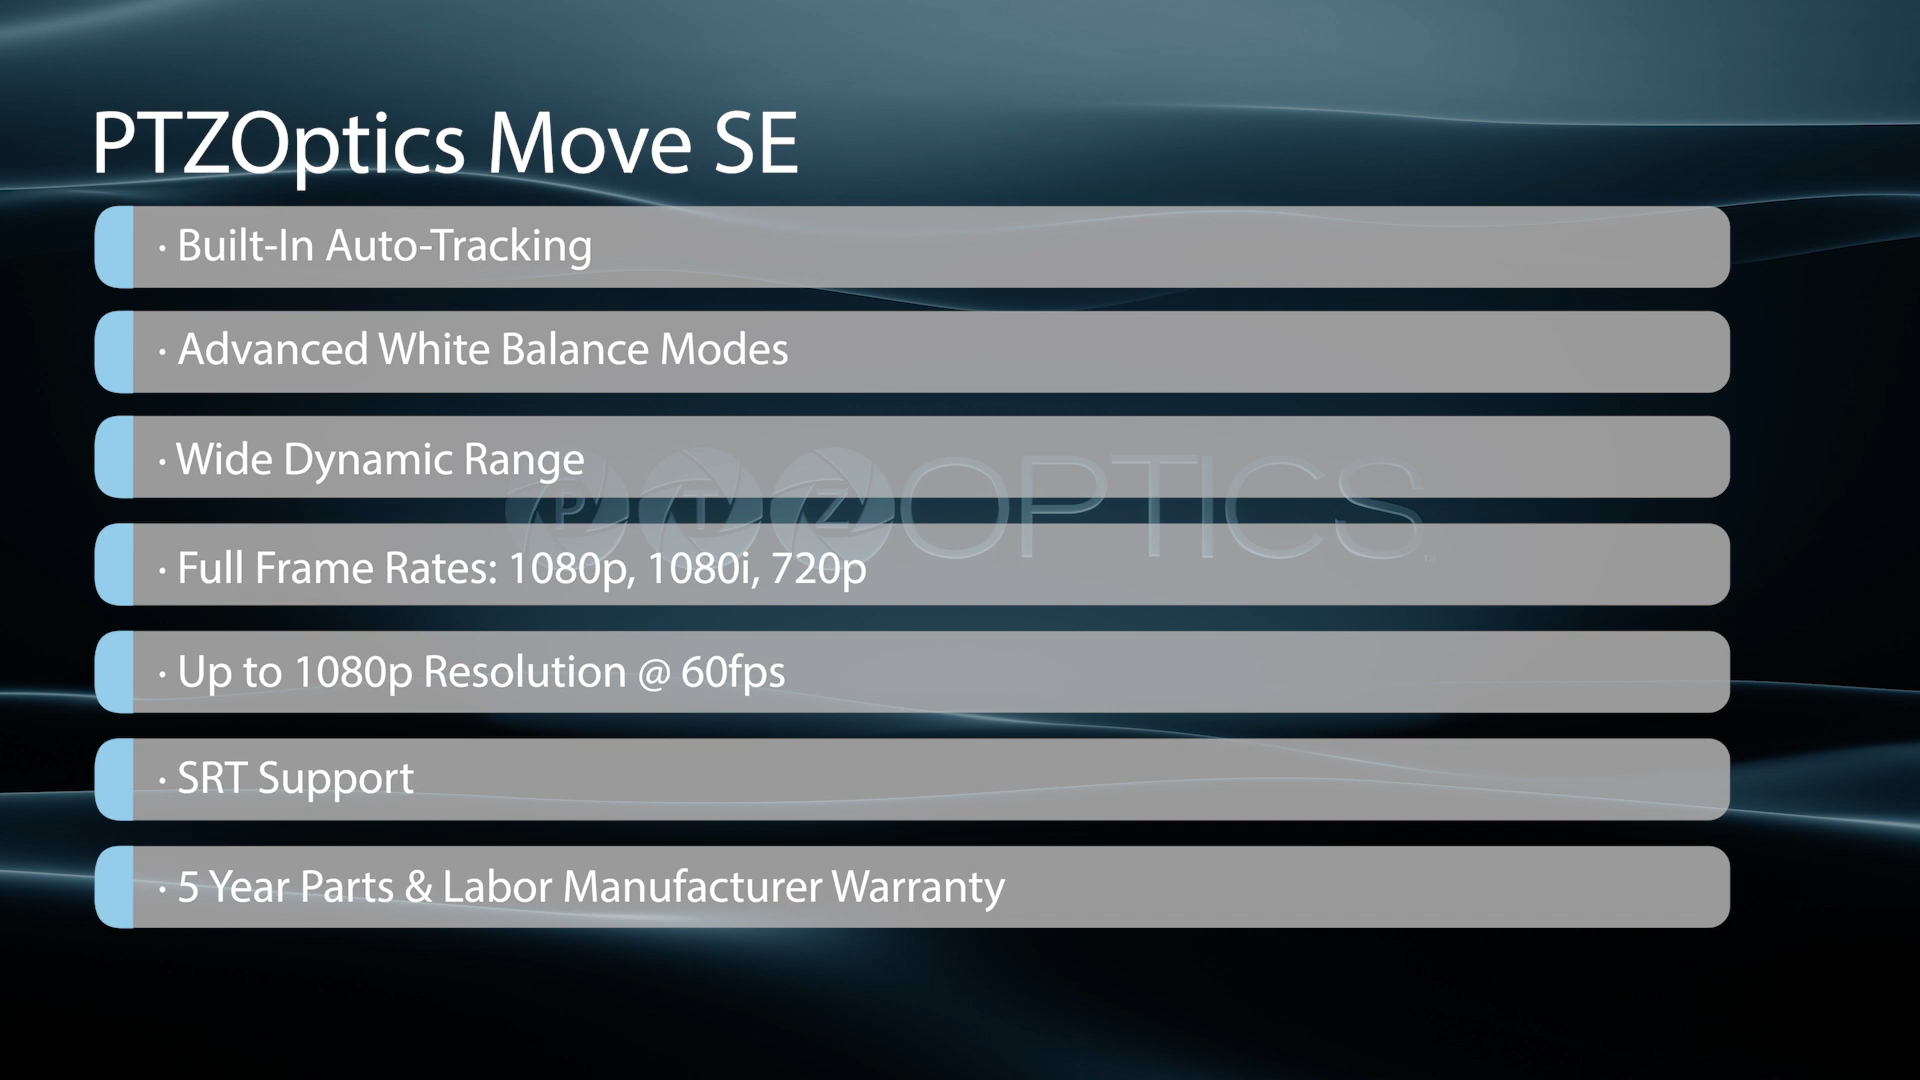 PTZOptics Move SE
· Built-In Auto-Tracking
· Advanced White Balance Modes
· Wide Dynamic Range
PTZOPTICS
· Full Frame Rates: 1080p, 1080i, 720p
· Up to 1080p Resolution @ 60fps
· SRT Support
· 5 Year Parts & Labor Manufacturer Warranty